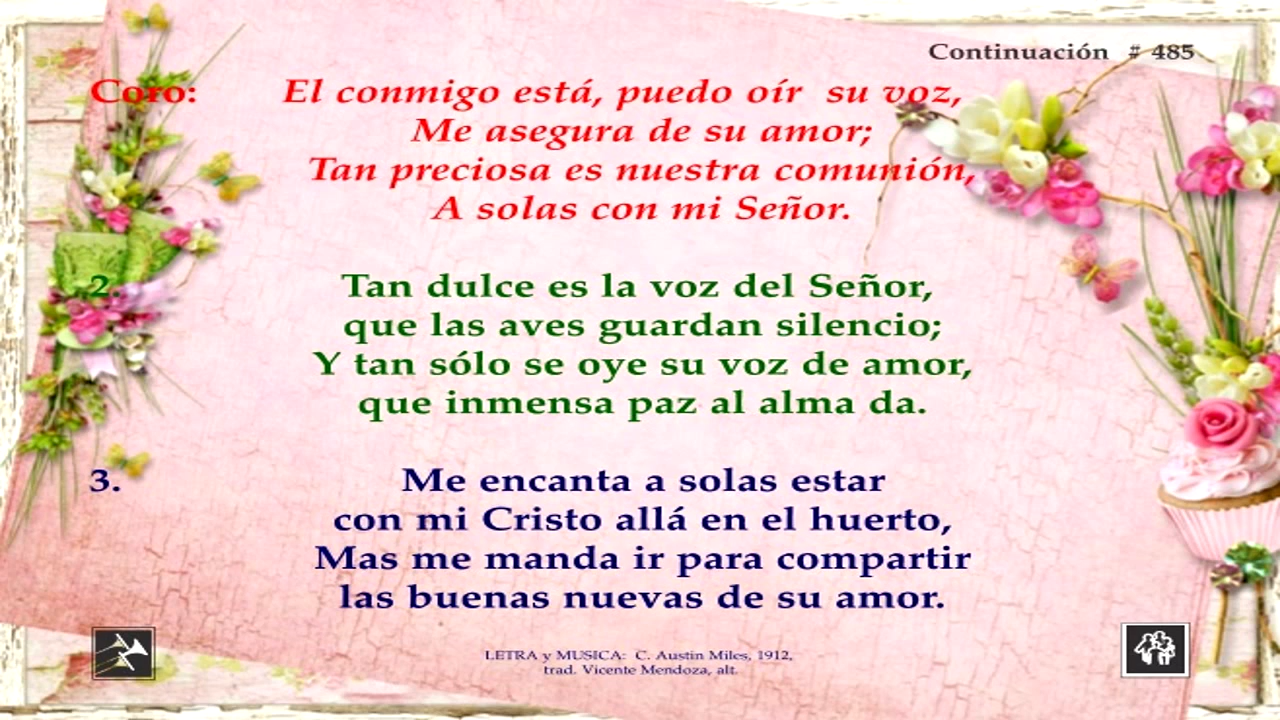 Continuación # 485
Coro: El conmigo está, puedo oír su voz,
Me asegura de su amor;
Tan preciosa es nuestra comunión,
A solas con mi Señor.
2. Tan dulce es la voz del Señor,
que las aves guardan silencio;
Y tan sólo se oye su voz de amor,
que inmensa paz al alma da.
3. Me encanta a solas estar
con mi Cristo allá en el huerto,
Mas me manda ir para compartir
las buenas nuevas de su amor.
LETRA y MUSICA: C. Austin Miles, 1912,
trad. Vicente Mendoza, alt.